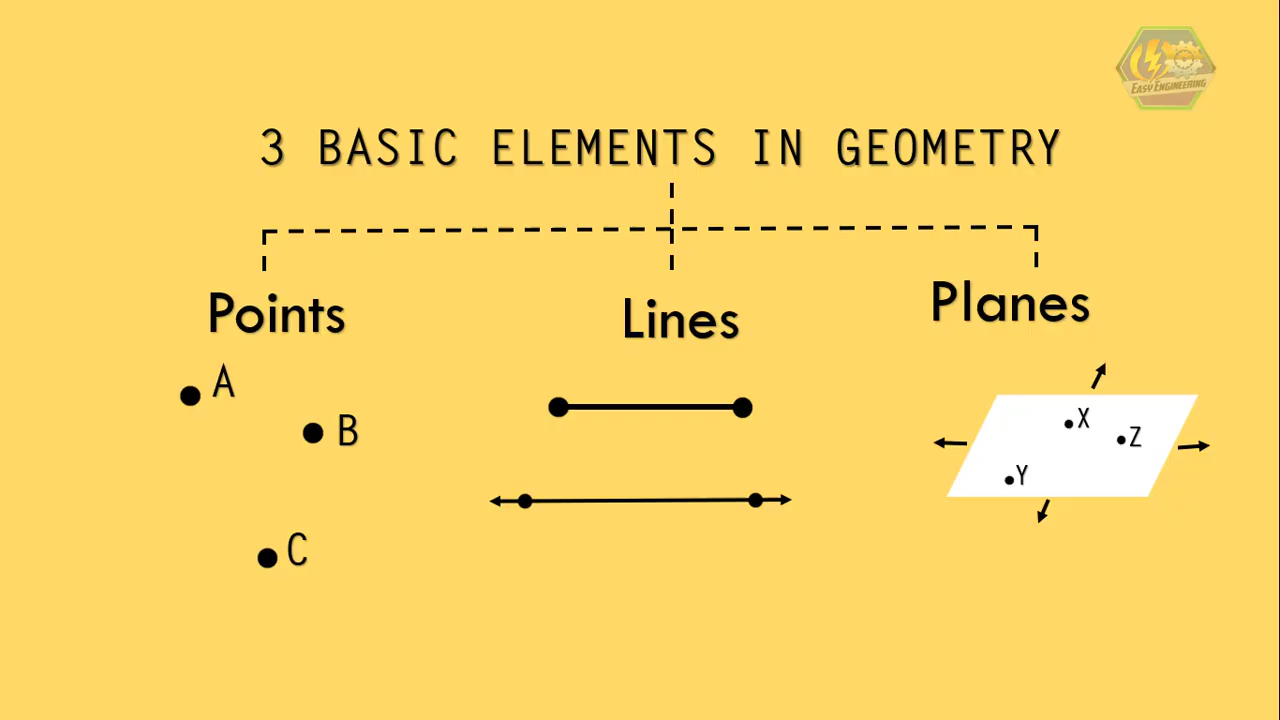 EASY ENGINEERING
3 BASIC ELEMENTS IN GEOMETRY
Points
Lines
Planes
A
B
C
X
Z
Y